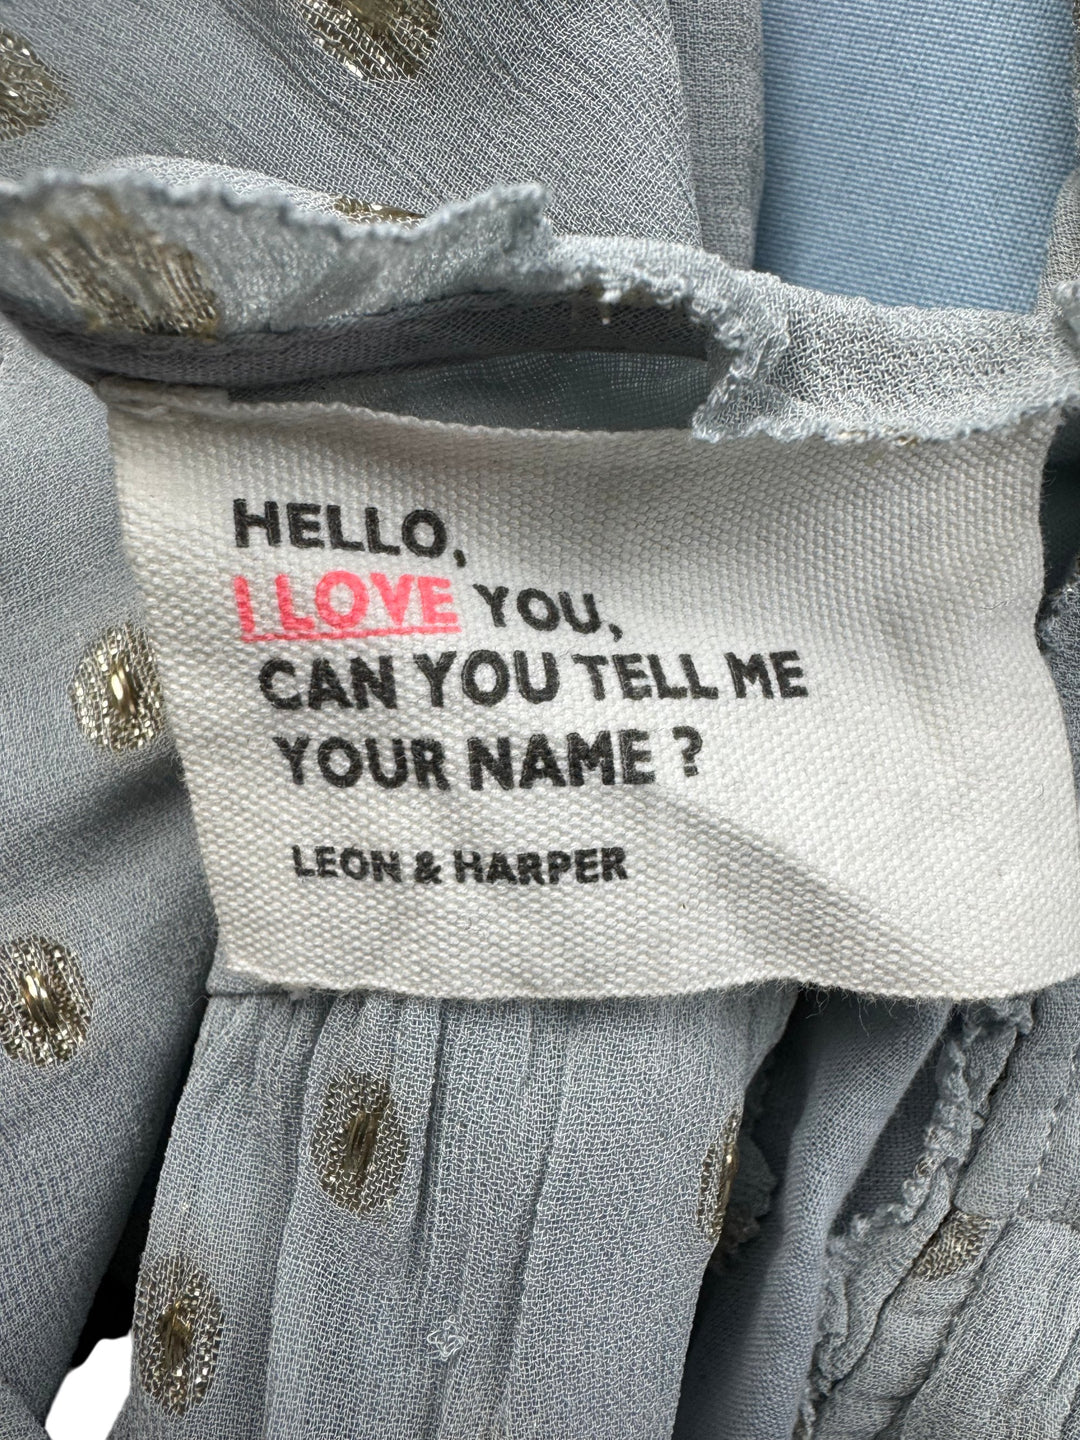 HELLO,
I LOVE YOU,
CAN YOU TELL ME
YOUR NAME ?
LEON & HARPER